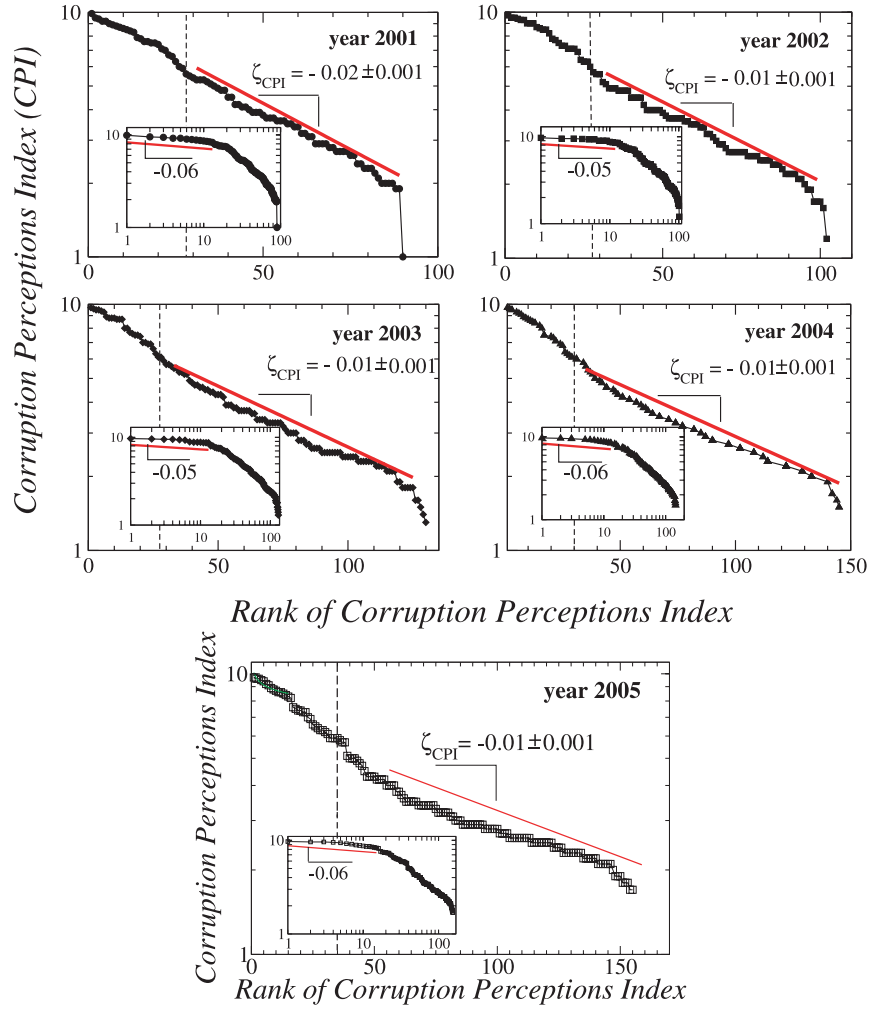 Corruption Perceptions Index (CPI)
10
1
year 2001
ζCPI = - 0.02 ± 0.001
10
1
-0.06
1 10 100
0 50 100
10
1
year 2002
ζCPI = - 0.01 ± 0.001
10
1
-0.05
1 10 100
0 50 100
10
1
year 2003
ζCPI = - 0.01 ± 0.001
10
1
-0.05
1 10 100
0 50 100
10
1
year 2004
ζCPI = - 0.01 ± 0.001
10
1
-0.06
1 10 100
0 50 100 150
Rank of Corruption Perceptions Index
Corruption Perceptions Index
10
1
year 2005
ζCPI = -0.01 ± 0.001
10
1
-0.06
1 10 100
0 50 100 150
Rank of Corruption Perceptions Index